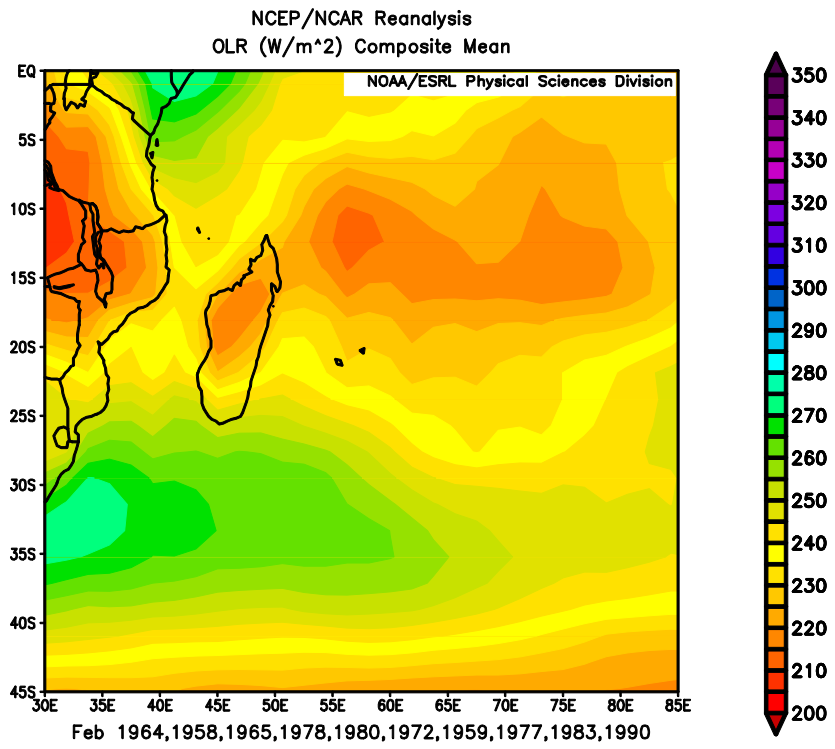 NCEP/NCAR Reanalysis
OLR (W/m^2) Composite Mean
NOAA/ESRL Physical Sciences Division
EQ
5S
10S
15S
20S
25S
30S
35S
40S
45S
30E 35E 40E 45E 50E 55E 60E 65E 70E 75E 80E 85E
350
340
330
320
310
300
290
280
270
260
250
240
230
220
210
200
Feb 1964,1958,1965,1978,1980,1972,1959,1977,1983,1990